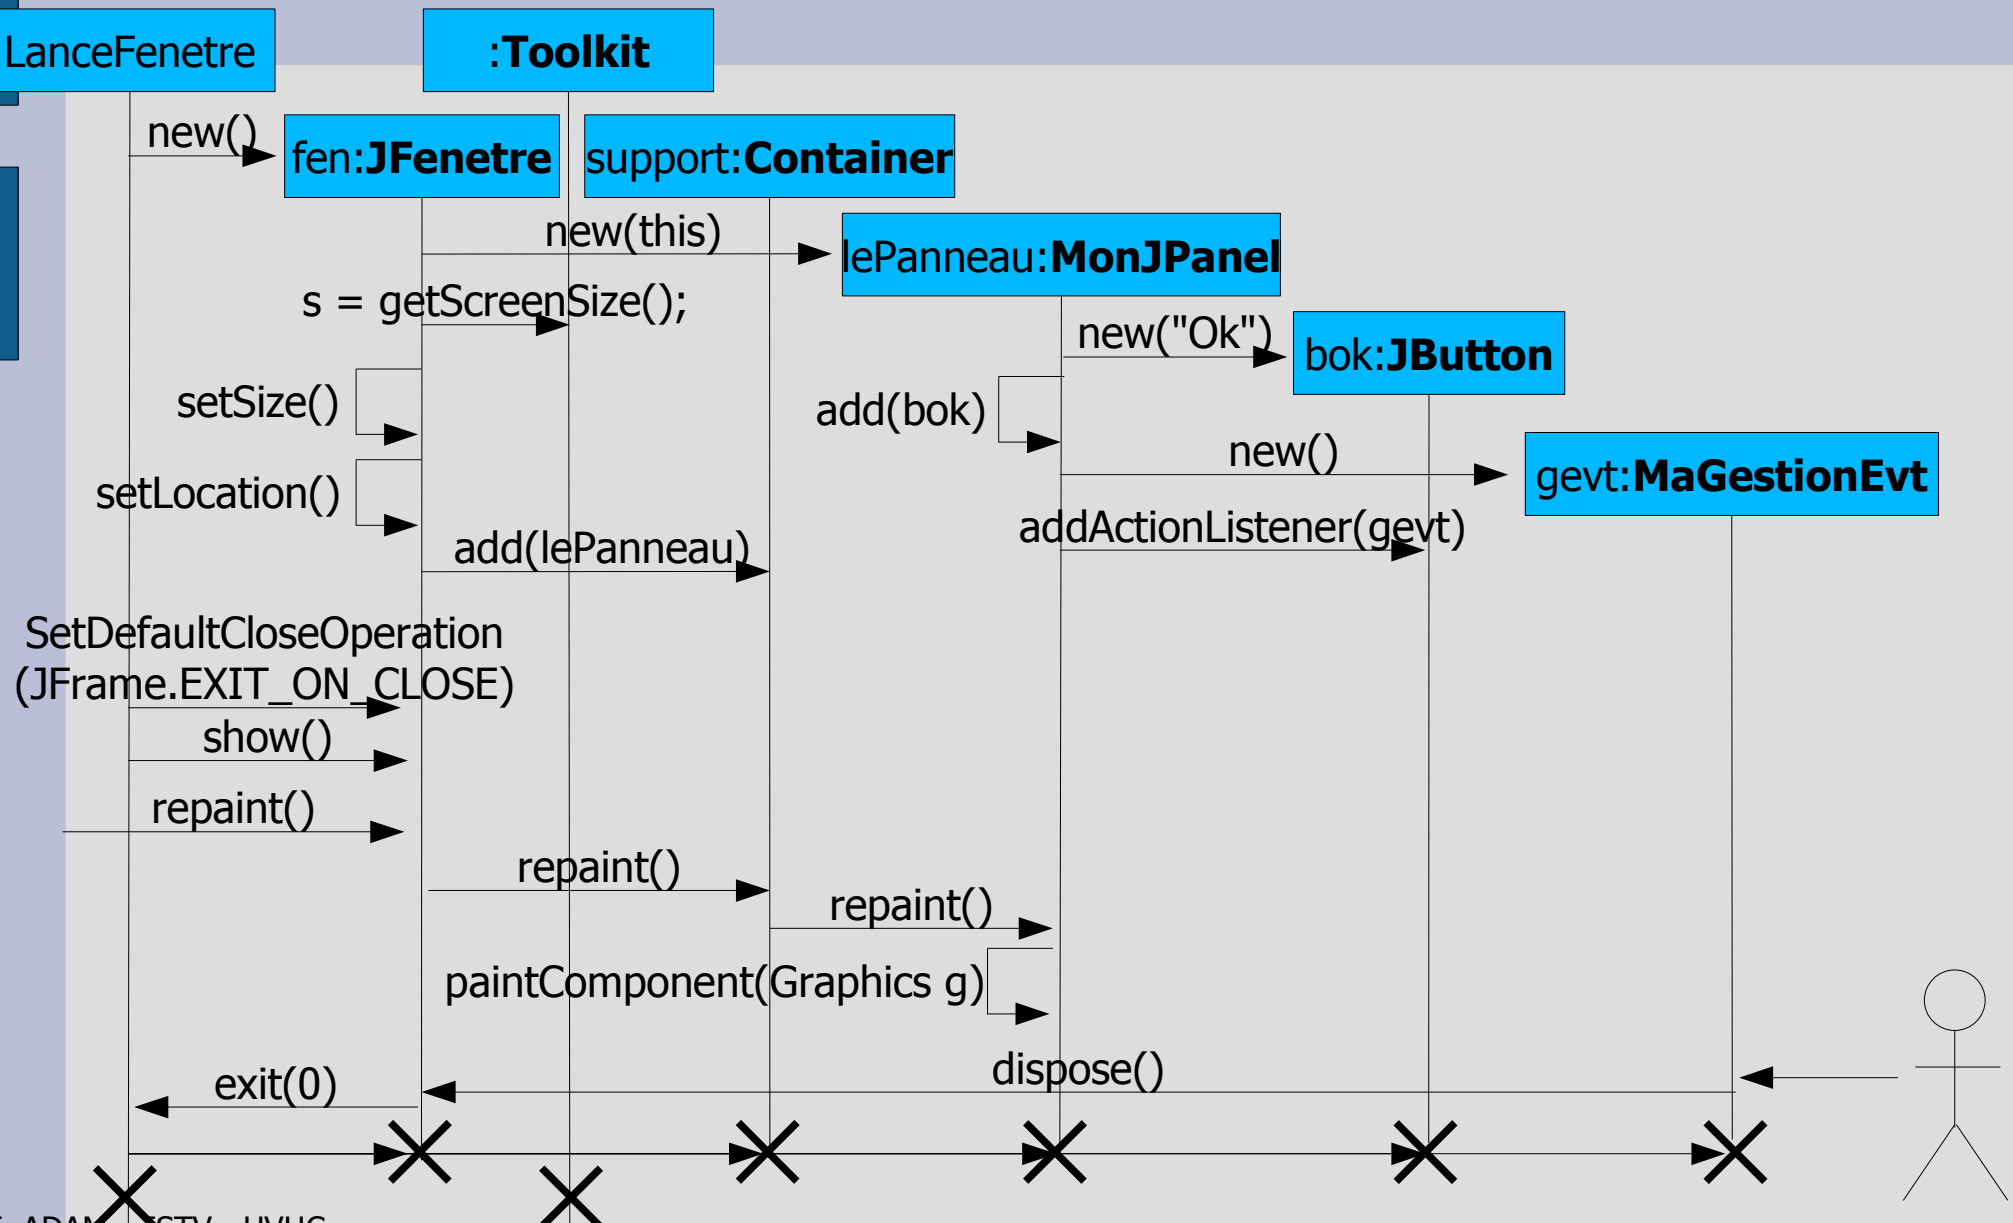 LanceFenetre
:Toolkit
new()
fen:JFenetre
support:Container
new(this)
lePanneau:MonJPanel
s = getScreenSize();
new("Ok")
bok:JButton
setSize()
add(bok)
new()
gevt:MaGestionEvt
setLocation()
addActionListener(gevt)
add(lePanneau)
SetDefaultCloseOperation
(JFrame.EXIT_ON_CLOSE)
show()
repaint()
repaint()
repaint()
paintComponent(Graphics g)
dispose()
exit(0)